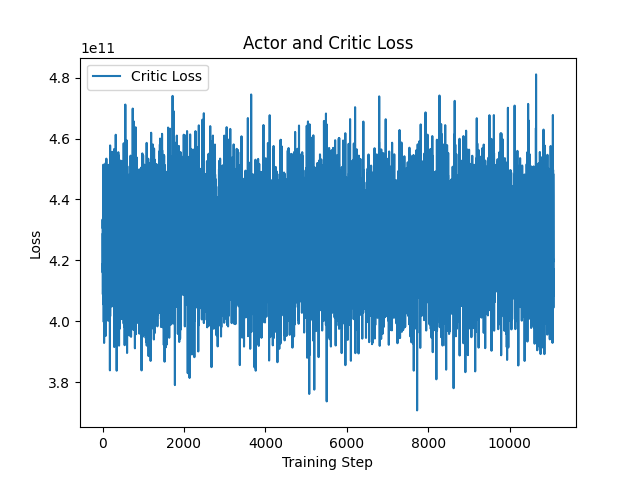 Actor and Critic Loss
1e11
Critic Loss
4.8
4.6
4.4
4.2
4.0
3.8
Loss
0 2000 4000 6000 8000 10000
Training Step